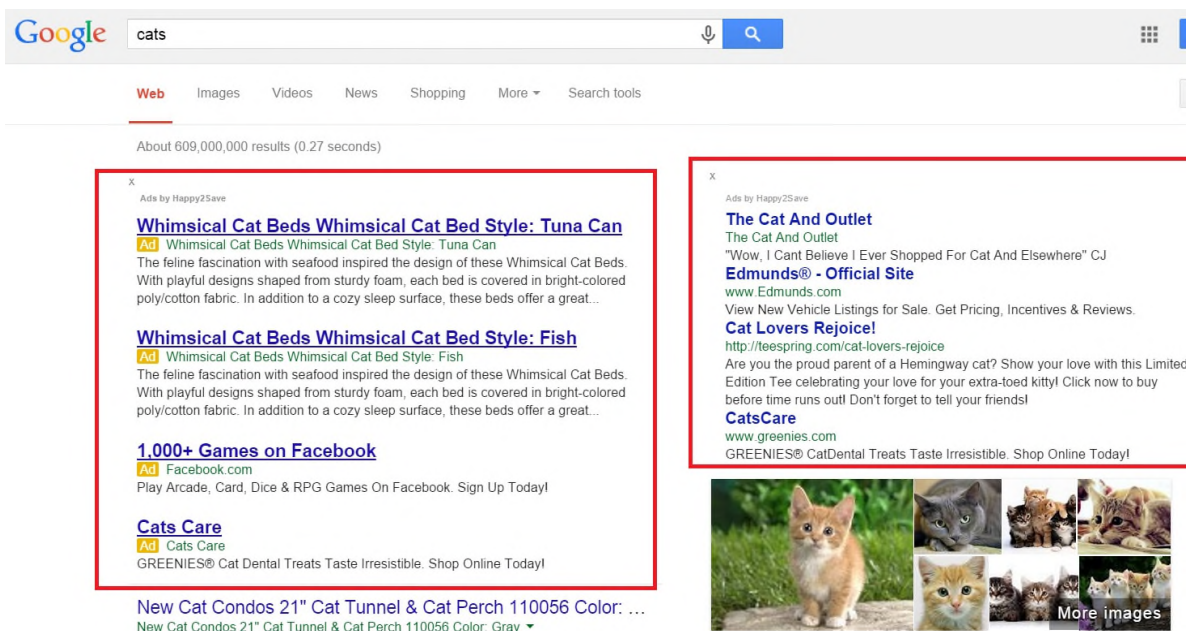 Google
cats
Web Images Videos News Shopping More Search tools
About 609,000,000 results (0.27 seconds)
x
Ads by Happy2Save
Whimsical Cat Beds Whimsical Cat Bed Style: Tuna Can
Ad Whimsical Cat Beds Whimsical Cat Bed Style: Tuna Can
The feline fascination with seafood inspired the design of these Whimsical Cat Beds.
With playful designs shaped from sturdy foam, each bed is covered in bright-colored
poly/cotton fabric. In addition to a cozy sleep surface, these beds offer a great...
Whimsical Cat Beds Whimsical Cat Bed Style: Fish
Ad Whimsical Cat Beds Whimsical Cat Bed Style: Fish
The feline fascination with seafood inspired the design of these Whimsical Cat Beds.
With playful designs shaped from sturdy foam, each bed is covered in bright-colored
poly/cotton fabric. In addition to a cozy sleep surface, these beds offer a great...
1,000+ Games on Facebook
Ad Facebook.com
Play Arcade, Card, Dice & RPG Games On Facebook. Sign Up Today!
Cats Care
Ad Cats Care
GREENIES® Cat Dental Treats Taste Irresistible. Shop Online Today!
New Cat Condos 21" Cat Tunnel & Cat Perch 110056 Color: ...
New Cat Condos 21" Cat Tunnel & Cat Perch 110056 Color: Gray
x
Ads by Happy2Save
The Cat And Outlet
The Cat And Outlet
"Wow, I Cant Believe I Ever Shopped For Cat And Elsewhere" CJ
Edmunds® - Official Site
www.Edmunds.com
View New Vehicle Listings for Sale. Get Pricing, Incentives & Reviews.
Cat Lovers Rejoice!
http://teespring.com/cat-lovers-rejoice
Are you the proud parent of a Hemingway cat? Show your love with this Limited
Edition Tee celebrating your love for your extra-toed kitty! Click now to buy
before time runs out! Don't forget to tell your friends!
CatsCare
www.greenies.com
GREENIES® CatDental Treats Taste Irresistible. Shop Online Today!
More images